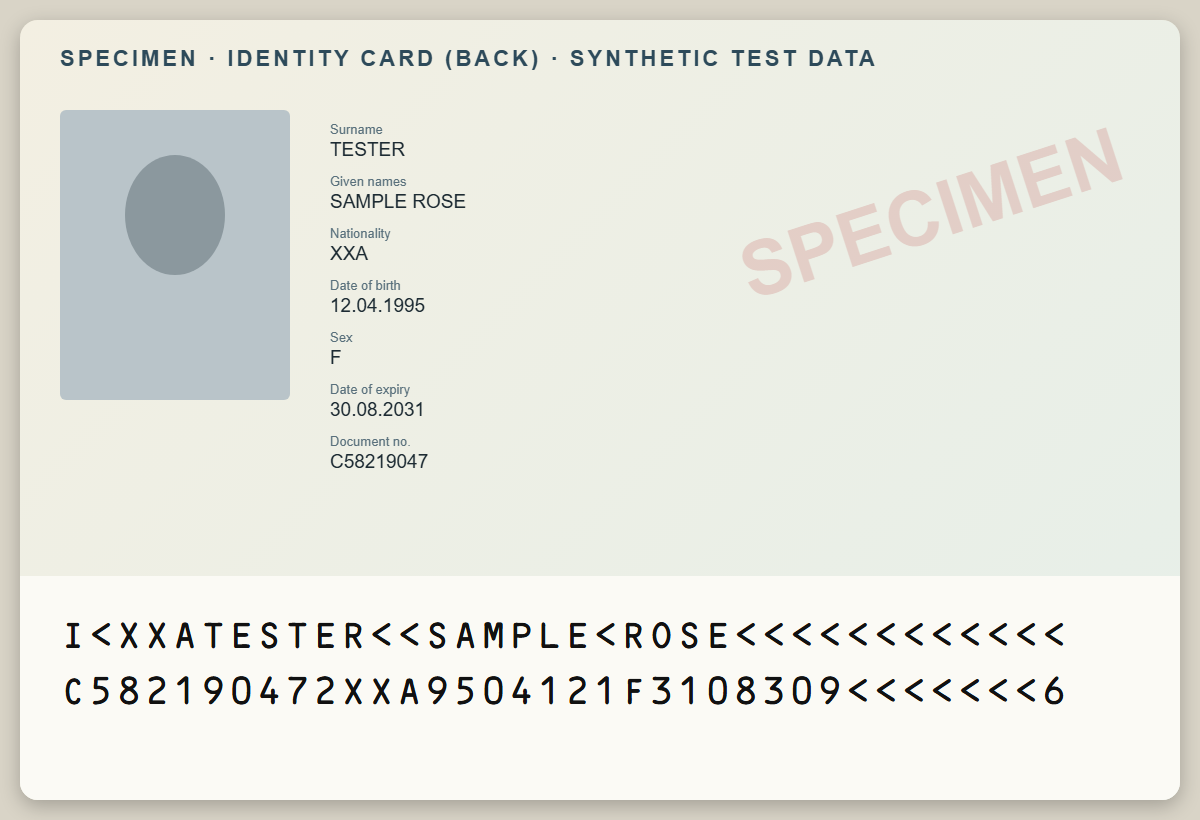 SPECIMEN · IDENTITY CARD (BACK) · SYNTHETIC TEST DATA
Surname
TESTER
Given names
SAMPLE ROSE
Nationality
XXA
Date of birth
12.04.1995
Sex
F
Date of expiry
30.08.2031
Document no.
C58219047
SPECIMEN
I<XXATESTER<<SAMPLE<ROSE<<<<<<<<<<<<
C582190472XXA9504121F3108309<<<<<<<6